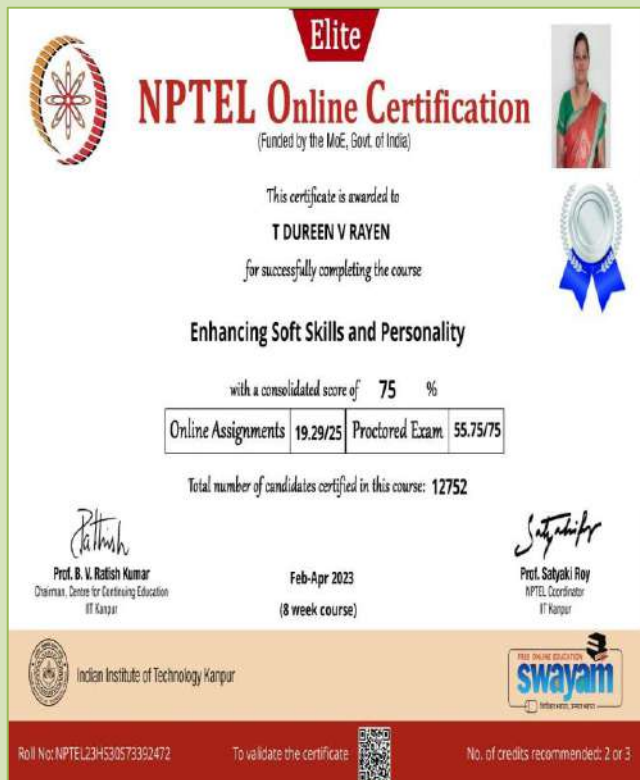 Elite
NPTEL Online Certification
(Funded by the MoE, Govt. of India)
This certificate is awarded to
T DUREEN V RAYEN
for successfully completing the course
Enhancing Soft Skills and Personality
with a consolidated score of 75 %
Online Assignments 19.29/25 Proctored Exam 55.75/75
Total number of candidates certified in this course: 12752
Prof. B. V. Ratish Kumar
Chairman, Centre for Continuing Education
IIT Kanpur
Feb-Apr 2023
(8 week course)
Prof. Satyaki Roy
NPTEL Coordinator
IIT Kanpur
Indian Institute of Technology Kanpur
FREE ONLINE EDUCATION
swayam
Roll No: NPTEL23HS30573392472
To validate the certificate
No. of credits recommended: 2 or 3